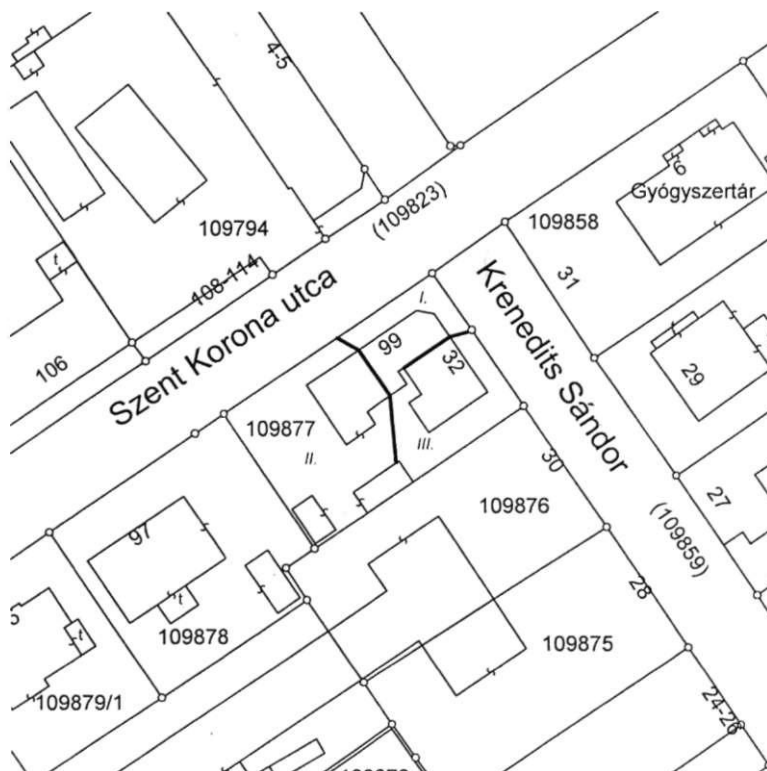 4-5
(109823)
6
Gyógyszertár
109858
31
109794
t
108-114
106
Szent Korona utca
Krenedits Sándor
I.
99
32
29
109877
II.
III.
30
27
109876
(109859)
97
t
109878
28
109875
t
109879/1
24-26